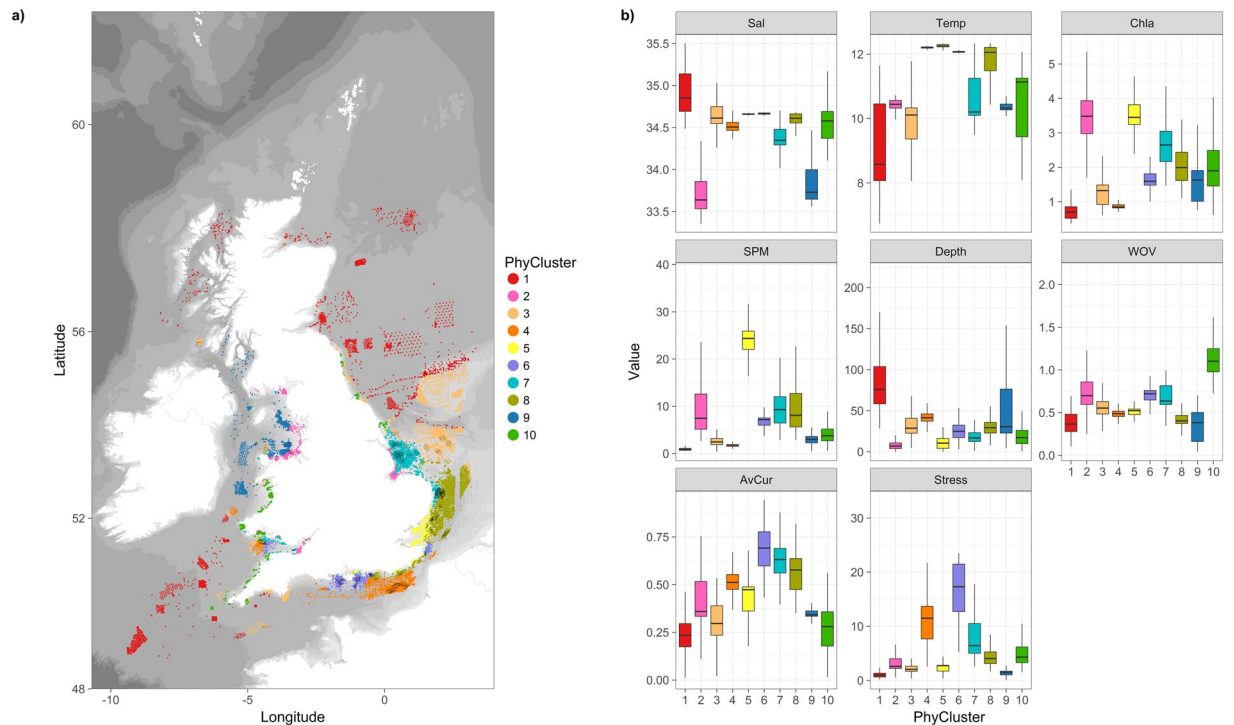 a)
60
56
52
48
Latitude
-10
-5
0
Longitude
PhyCluster
1
2
3
4
5
6
7
8
9
10
b)
Value
Sal
35.5
35.0
34.5
34.0
33.5
Temp
12
10
8
Chla
5
4
3
2
1
SPM
40
30
20
10
0
Depth
200
150
100
50
0
WOV
2.0
1.5
1.0
0.5
0.0
1 2 3 4 5 6 7 8 9 10
AvCur
0.75
0.50
0.25
0.00
1 2 3 4 5 6 7 8 9 10
Stress
30
20
10
0
1 2 3 4 5 6 7 8 9 10
PhyCluster